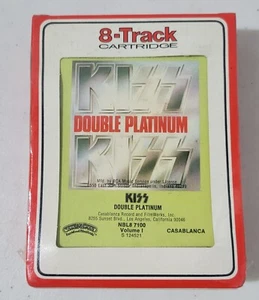 8-Track
CARTRIDGE
KISS
DOUBLE PLATINUM
KISS
KISS
DOUBLE PLATINUM
Casablanca Record and FilmWorks, Inc.
8255 Sunset Blvd., Los Angeles, California 90046
NBL8 7100
Volume I
CASABLANCA
S 124621